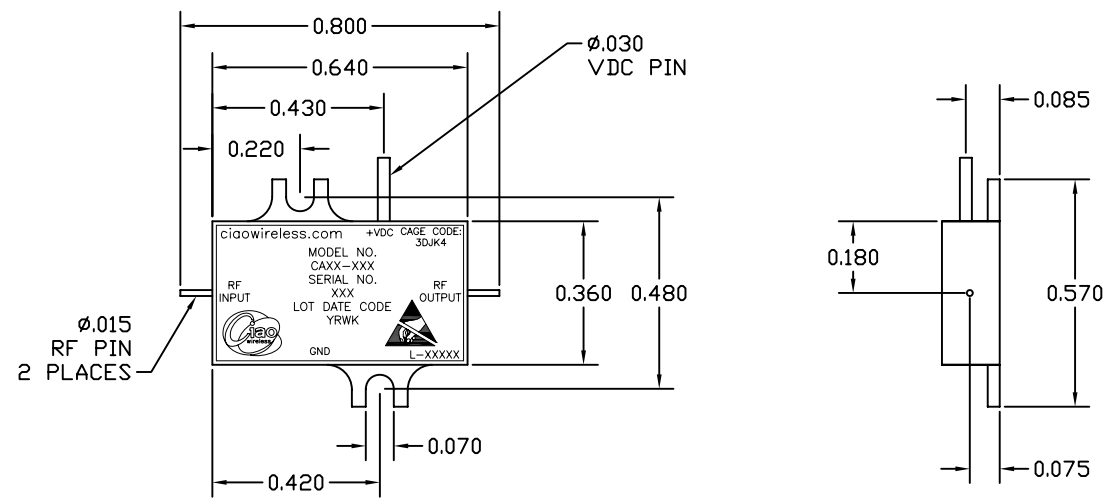 0.800
0.640
0.430
0.220
ø.030
VDC PIN
0.085
ciaowireless.com
+VDC
CAGE CODE:
3DJK4
MODEL NO.
CAXX-XXX
SERIAL NO.
XXX
LOT DATE CODE
YRWK
RF
INPUT
RF
OUTPUT
Ciao
wireless
GND
L-XXXXX
0.360
0.480
0.180
0.570
ø.015
RF PIN
2 PLACES
0.070
0.420
0.075